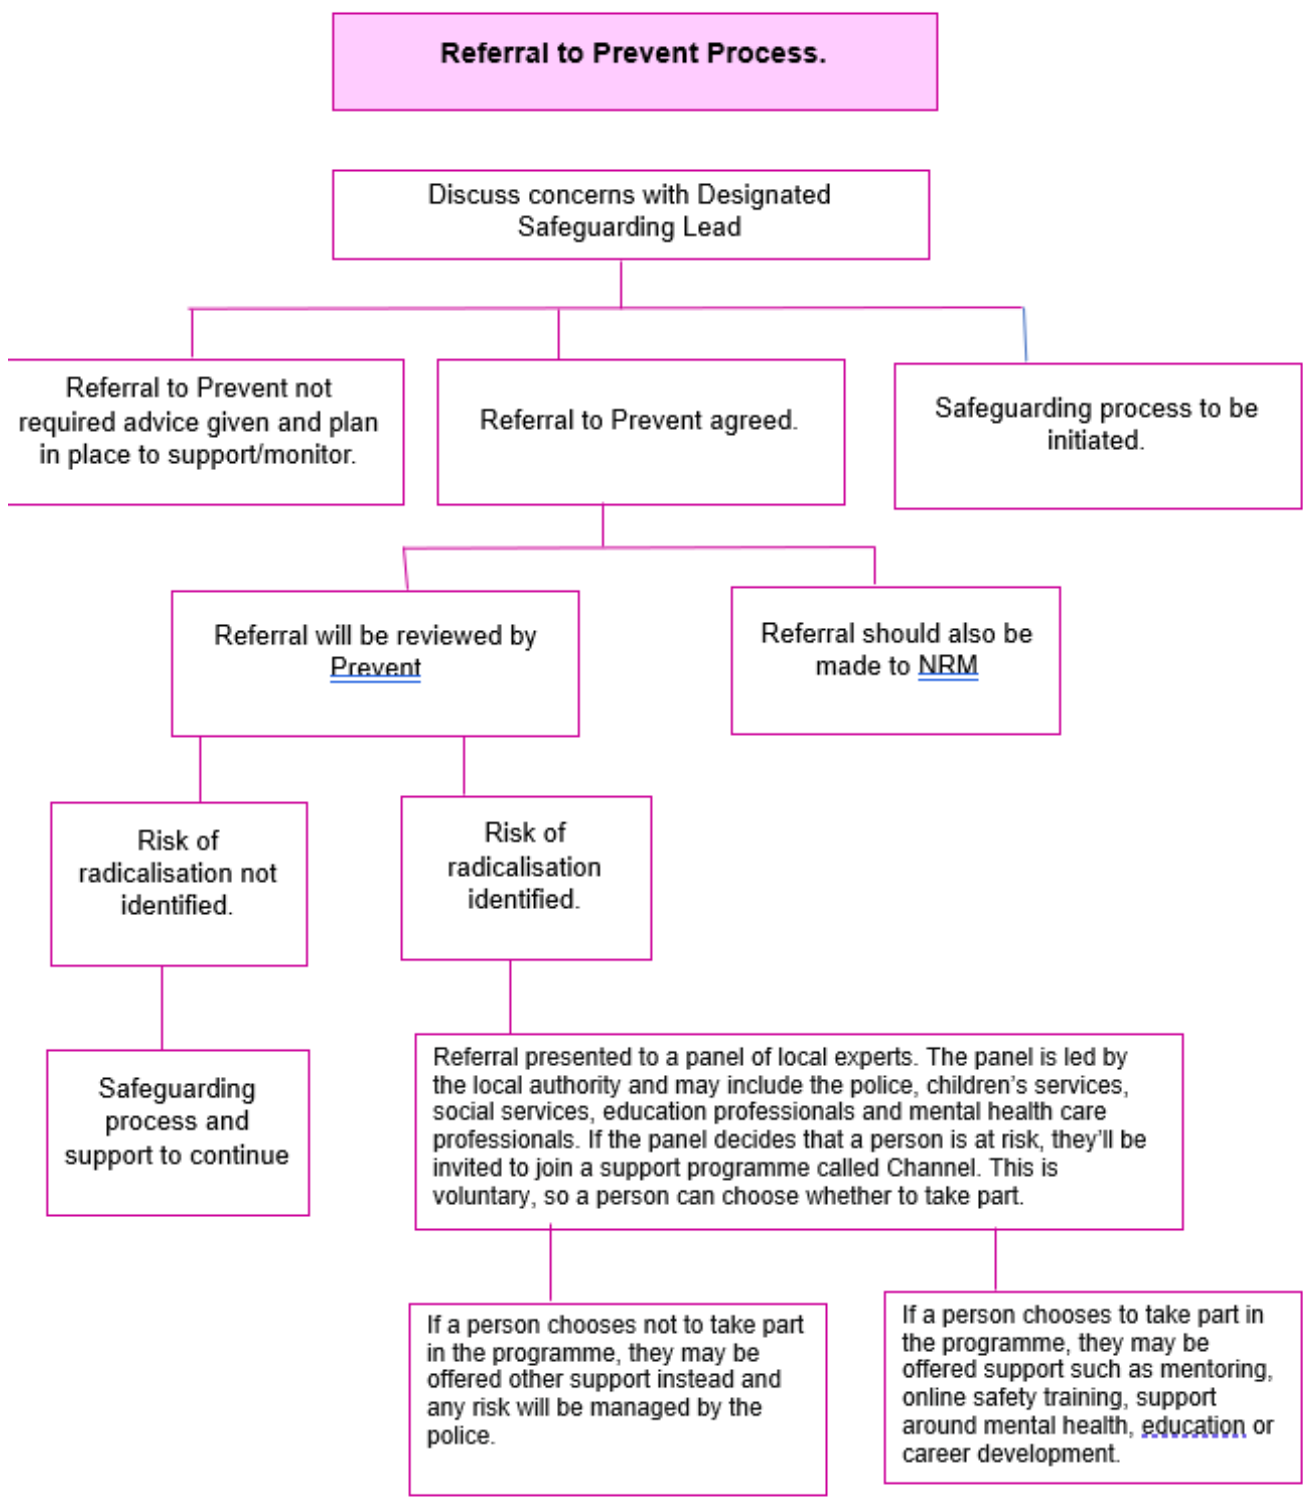 Referral to Prevent Process.
Discuss concerns with Designated
Safeguarding Lead
Referral to Prevent not
required advice given and plan
in place to support/monitor.
Referral to Prevent agreed.
Safeguarding process to be
initiated.
Referral will be reviewed by
Prevent
Referral should also be
made to NRM
Risk of
radicalisation not
identified.
Risk of
radicalisation
identified.
Safeguarding
process and
support to continue
Referral presented to a panel of local experts. The panel is led by
the local authority and may include the police, children’s services,
social services, education professionals and mental health care
professionals. If the panel decides that a person is at risk, they’ll be
invited to join a support programme called Channel. This is
voluntary, so a person can choose whether to take part.
If a person chooses not to take part
in the programme, they may be
offered other support instead and
any risk will be managed by the
police.
If a person chooses to take part in
the programme, they may be
offered support such as mentoring,
online safety training, support
around mental health, education or
career development.